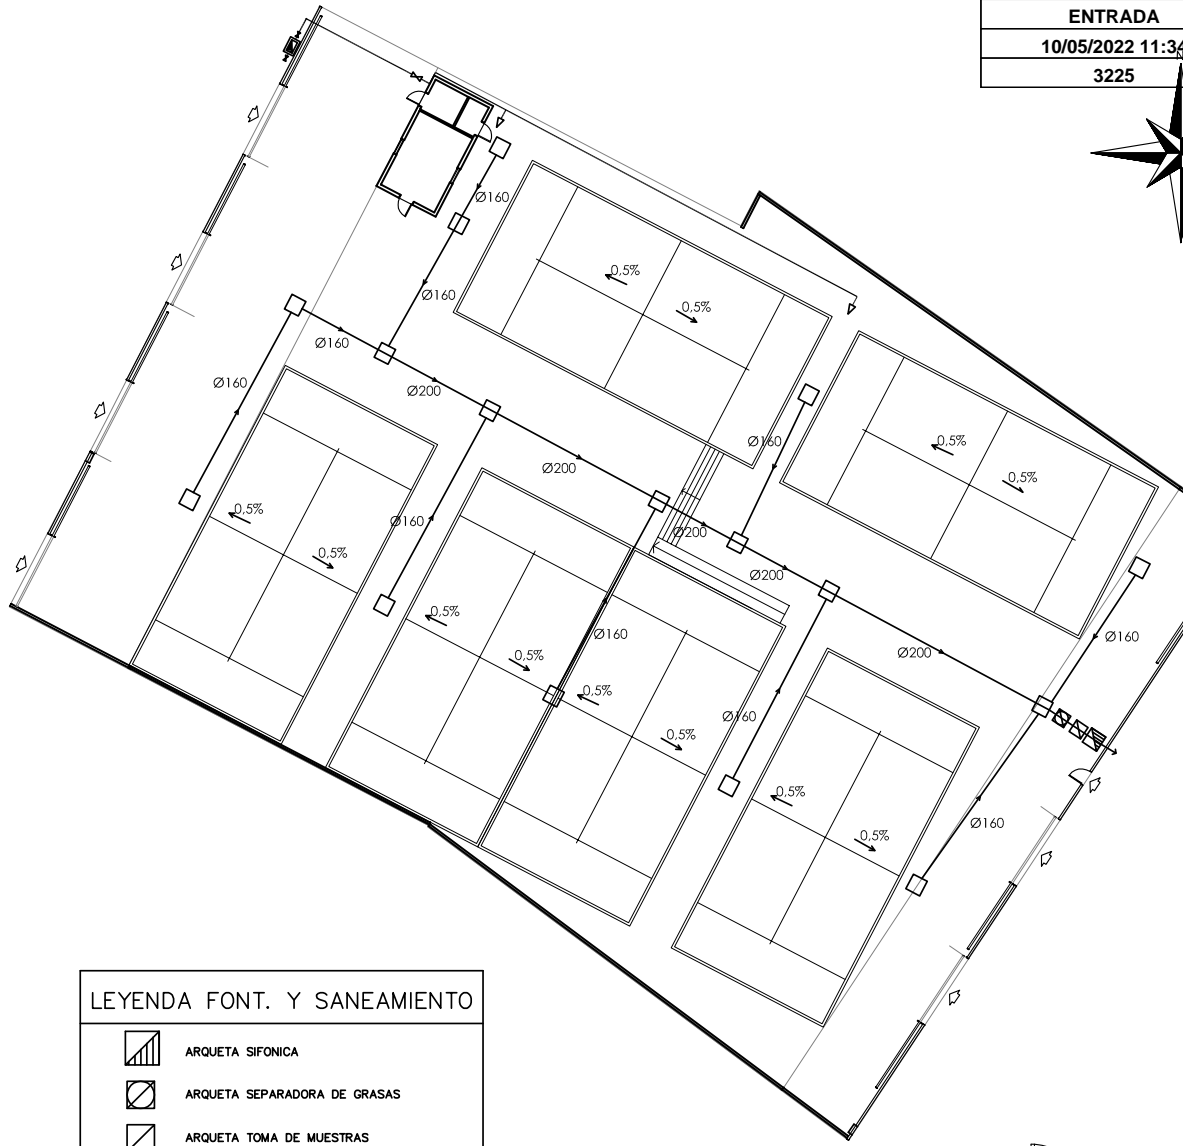 ENTRADA
10/05/2022 11:34
3225
Ø160
Ø160
0,5%
0,5%
Ø160
Ø160
Ø200
Ø160
0,5%
0,5%
Ø200
Ø160
0,5%
0,5%
Ø200
Ø200
0,5%
0,5%
Ø160
Ø160
Ø200
0,5%
0,5%
0,5%
0,5%
Ø160
0,5%
0,5%
Ø160
LEYENDA FONT. Y SANEAMIENTO
ARQUETA SIFONICA
ARQUETA SEPARADORA DE GRASAS
ARQUETA TOMA DE MUESTRAS